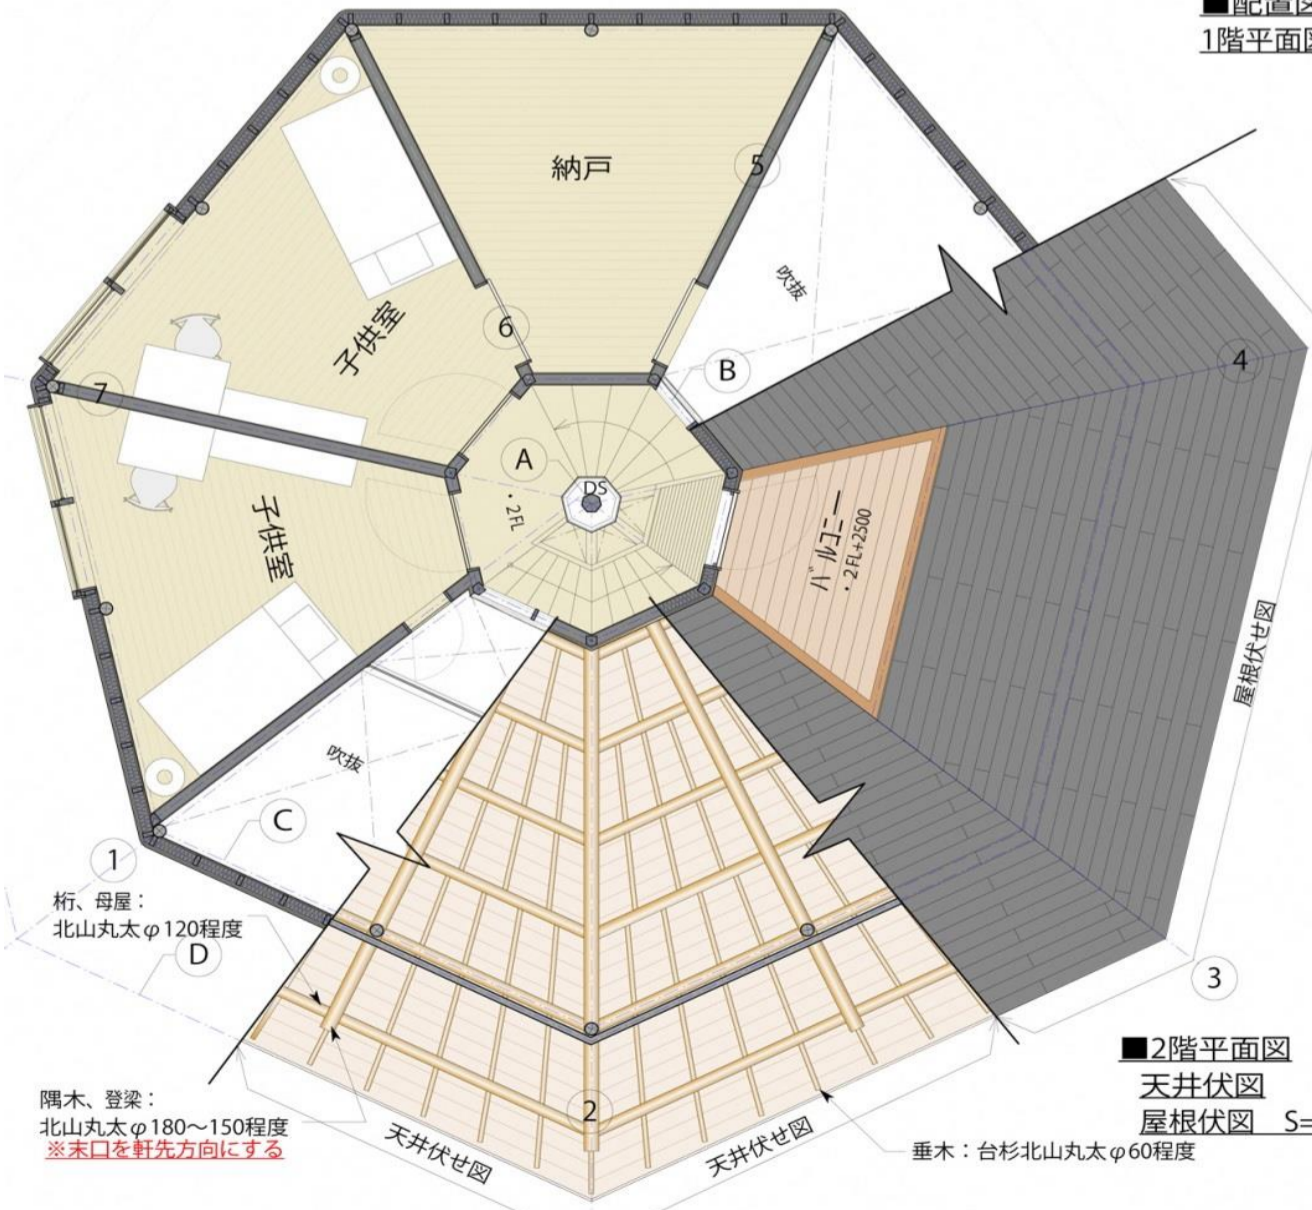 ■配置図
1階平面図
納戸
5
吹抜
4
子供室
6
B
7
A
DS
・2FL
バルコニー
・2FL+2500
子供室
屋根伏せ図
吹抜
C
1
桁、母屋：
北山丸太φ120程度
D
3
■2階平面図
天井伏図
屋根伏図 S=
隅木、登梁：
北山丸太φ180～150程度
※末口を軒先方向にする
2
天井伏せ図
天井伏せ図
垂木：台杉北山丸太φ60程度